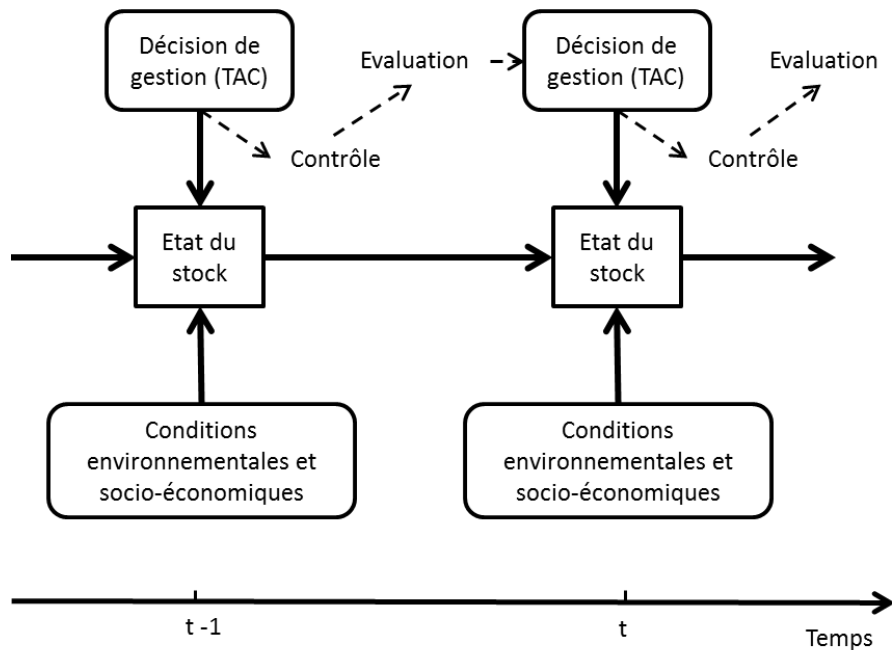 Décision de
gestion (TAC)
Evaluation
Contrôle
Décision de
gestion (TAC)
Evaluation
Contrôle
Etat du
stock
Etat du
stock
Conditions
environnementales et
socio-économiques
Conditions
environnementales et
socio-économiques
t -1
t
Temps